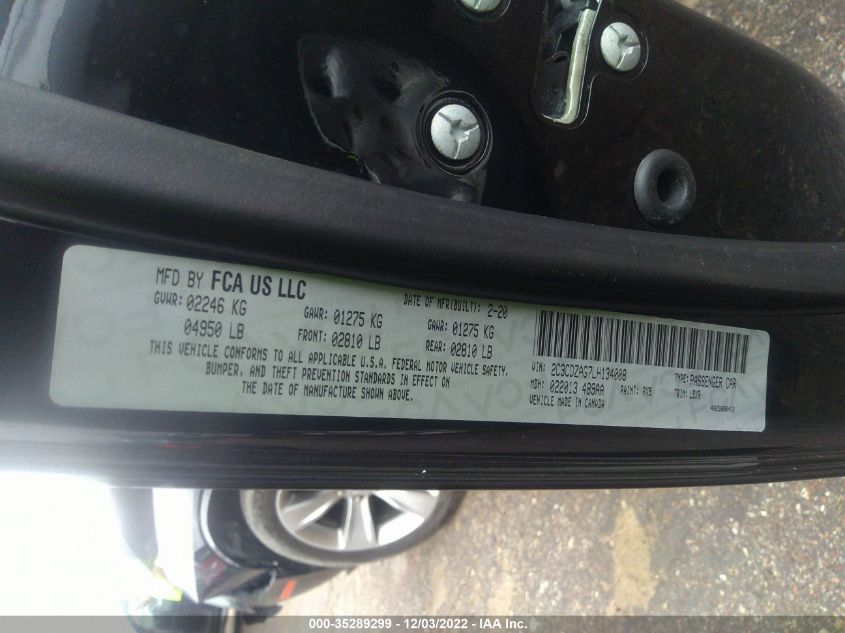 MFD BY FCA US LLC
DATE OF MFR(BUILT): 2-20
GVWR: 02246 KG
GAWR: 01275 KG
GAWR: 01275 KG
04950 LB
FRONT: 02810 LB
REAR: 02810 LB
THIS VEHICLE CONFORMS TO ALL APPLICABLE U.S.A. FEDERAL MOTOR VEHICLE SAFETY,
BUMPER, AND THEFT PREVENTION STANDARDS IN EFFECT ON
THE DATE OF MANUFACTURE SHOWN ABOVE.
VIN: 2C3CDZAG7LH134008
TYPE: PASSENGER CAR
MDH: 022013 489AA
PAINT: PX8
TRIM: LBX9
VEHICLE MADE IN CANADA
4658843
000-35289299 - 12/03/2022 - IAA Inc.